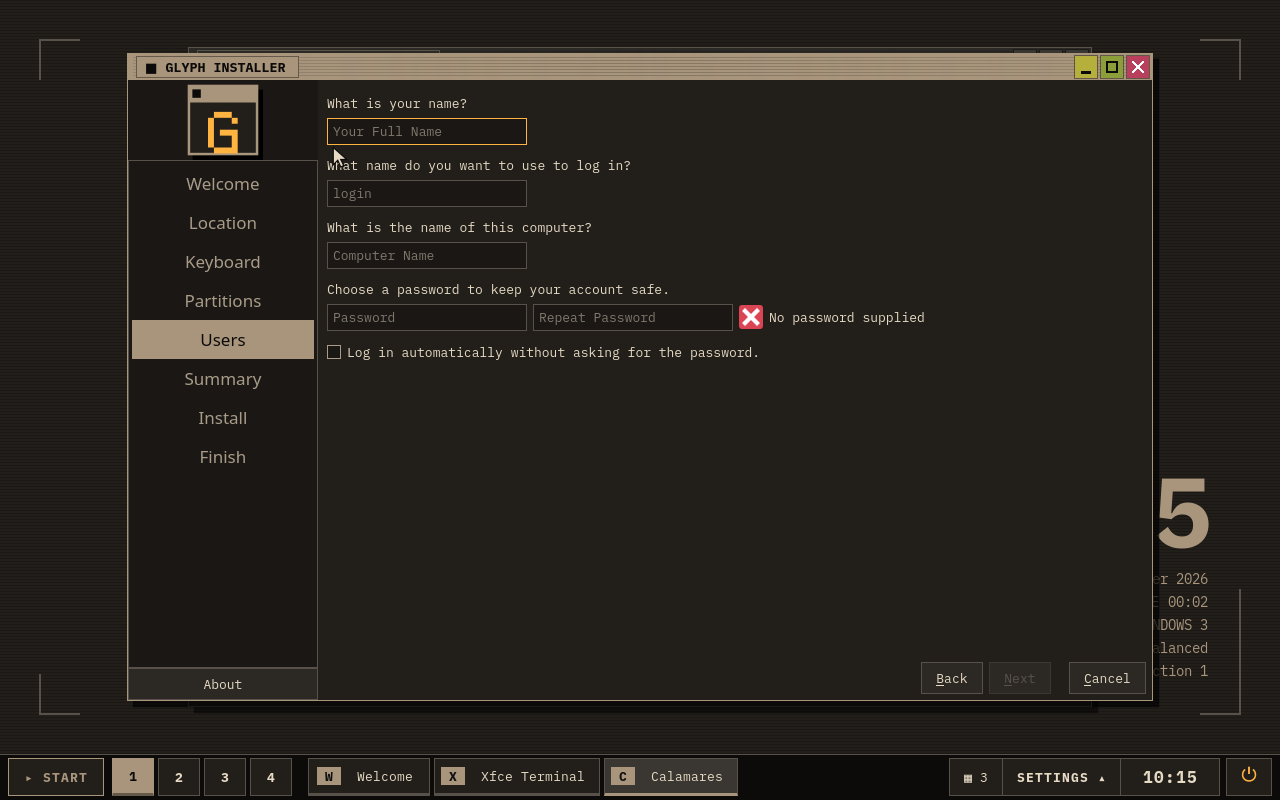 GLYPH INSTALLER
G
What is your name?
Your Full Name
What name do you want to use to log in?
login
What is the name of this computer?
Computer Name
Choose a password to keep your account safe.
Password
Repeat Password
No password supplied
Log in automatically without asking for the password.
Welcome
Location
Keyboard
Partitions
Users
Summary
Install
Finish
About
Back
Next
Cancel
5
er 2026
00:02
NDOWS 3
alanced
ction 1
▸ START
1
2
3
4
W Welcome
X Xfce Terminal
C Calamares
▦ 3
SETTINGS ▴
10:15